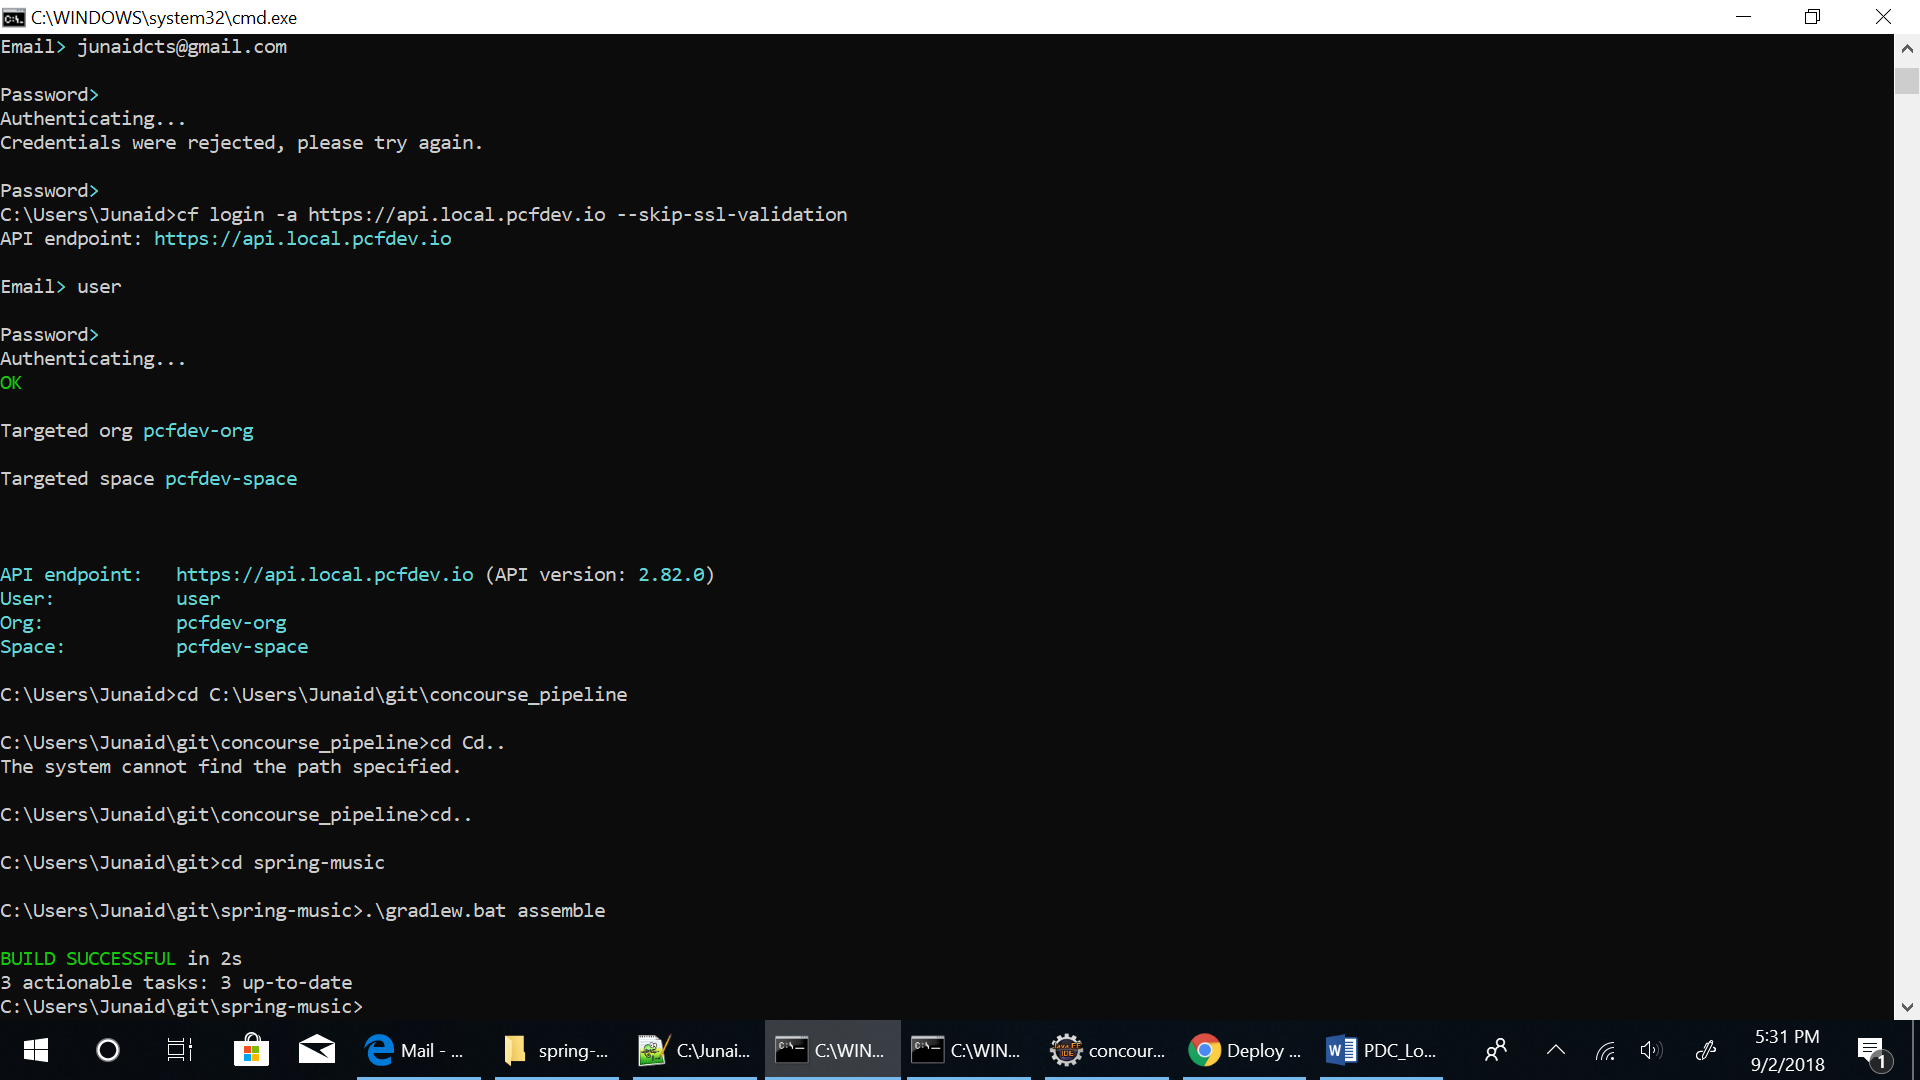 C:\WINDOWS\system32\cmd.exe
Email> junaidcts@gmail.com
Password>
Authenticating...
Credentials were rejected, please try again.
Password>
C:\Users\Junaid>cf login -a https://api.local.pcfdev.io --skip-ssl-validation
API endpoint: https://api.local.pcfdev.io
Email> user
Password>
Authenticating...
OK
Targeted org pcfdev-org
Targeted space pcfdev-space
API endpoint:   https://api.local.pcfdev.io (API version: 2.82.0)
User:           user
Org:            pcfdev-org
Space:          pcfdev-space
C:\Users\Junaid>cd C:\Users\Junaid\git\concourse_pipeline
C:\Users\Junaid\git\concourse_pipeline>cd Cd..
The system cannot find the path specified.
C:\Users\Junaid\git\concourse_pipeline>cd..
C:\Users\Junaid\git>cd spring-music
C:\Users\Junaid\git\spring-music>.\gradlew.bat assemble
BUILD SUCCESSFUL in 2s
3 actionable tasks: 3 up-to-date
C:\Users\Junaid\git\spring-music>
Mail - ... spring-... C:\Junai... C:\WIN... C:\WIN... concour... Deploy ... PDC_Lo... 5:31 PM
9/2/2018 1